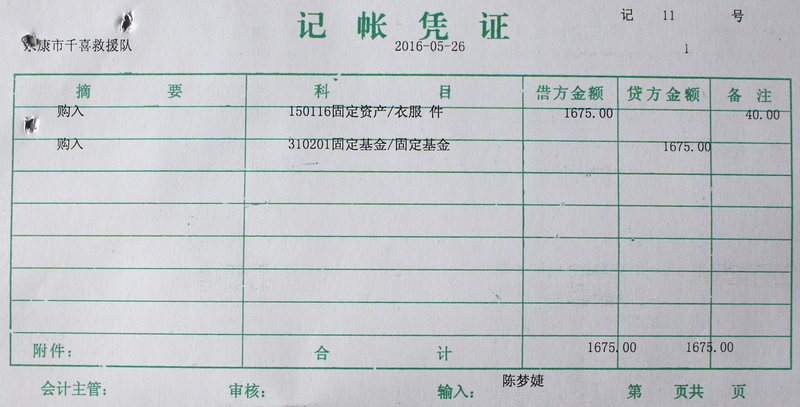 记帐凭证
记 11 号
永康市千喜救援队 2016-05-26 1
摘要 科目 借方金额 贷方金额 备注
购入 150116固定资产/衣服 件 1675.00 40.00
购入 310201固定基金/固定基金 1675.00
附件: 合计 1675.00 1675.00
会计主管: 审核: 输入: 陈梦婕 第 页共 页